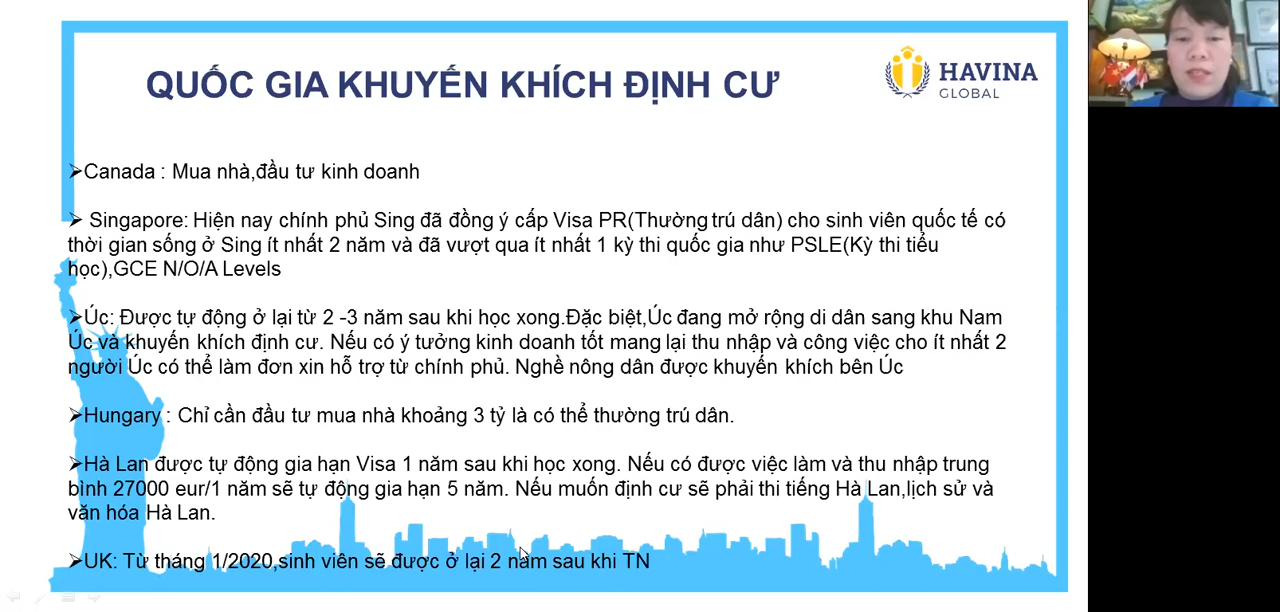 QUỐC GIA KHUYẾN KHÍCH ĐỊNH CƯ
HAVINA
GLOBAL
➢Canada : Mua nhà,đầu tư kinh doanh
➢ Singapore: Hiện nay chính phủ Sing đã đồng ý cấp Visa PR(Thường trú dân) cho sinh viên quốc tế có
thời gian sống ở Sing ít nhất 2 năm và đã vượt qua ít nhất 1 kỳ thi quốc gia như PSLE(Kỳ thi tiểu
học),GCE N/O/A Levels
➢Úc: Được tự động ở lại từ 2 -3 năm sau khi học xong.Đặc biệt,Úc đang mở rộng di dân sang khu Nam
Úc và khuyến khích định cư. Nếu có ý tưởng kinh doanh tốt mang lại thu nhập và công việc cho ít nhất 2
người Úc có thể làm đơn xin hỗ trợ từ chính phủ. Nghề nông dân được khuyến khích bên Úc
➢Hungary : Chỉ cần đầu tư mua nhà khoảng 3 tỷ là có thể thường trú dân.
➢Hà Lan được tự động gia hạn Visa 1 năm sau khi học xong. Nếu có được việc làm và thu nhập trung
bình 27000 eur/1 năm sẽ tự động gia hạn 5 năm. Nếu muốn định cư sẽ phải thi tiếng Hà Lan,lịch sử và
văn hóa Hà Lan.
➢UK: Từ tháng 1/2020,sinh viên sẽ được ở lại 2 năm sau khi TN